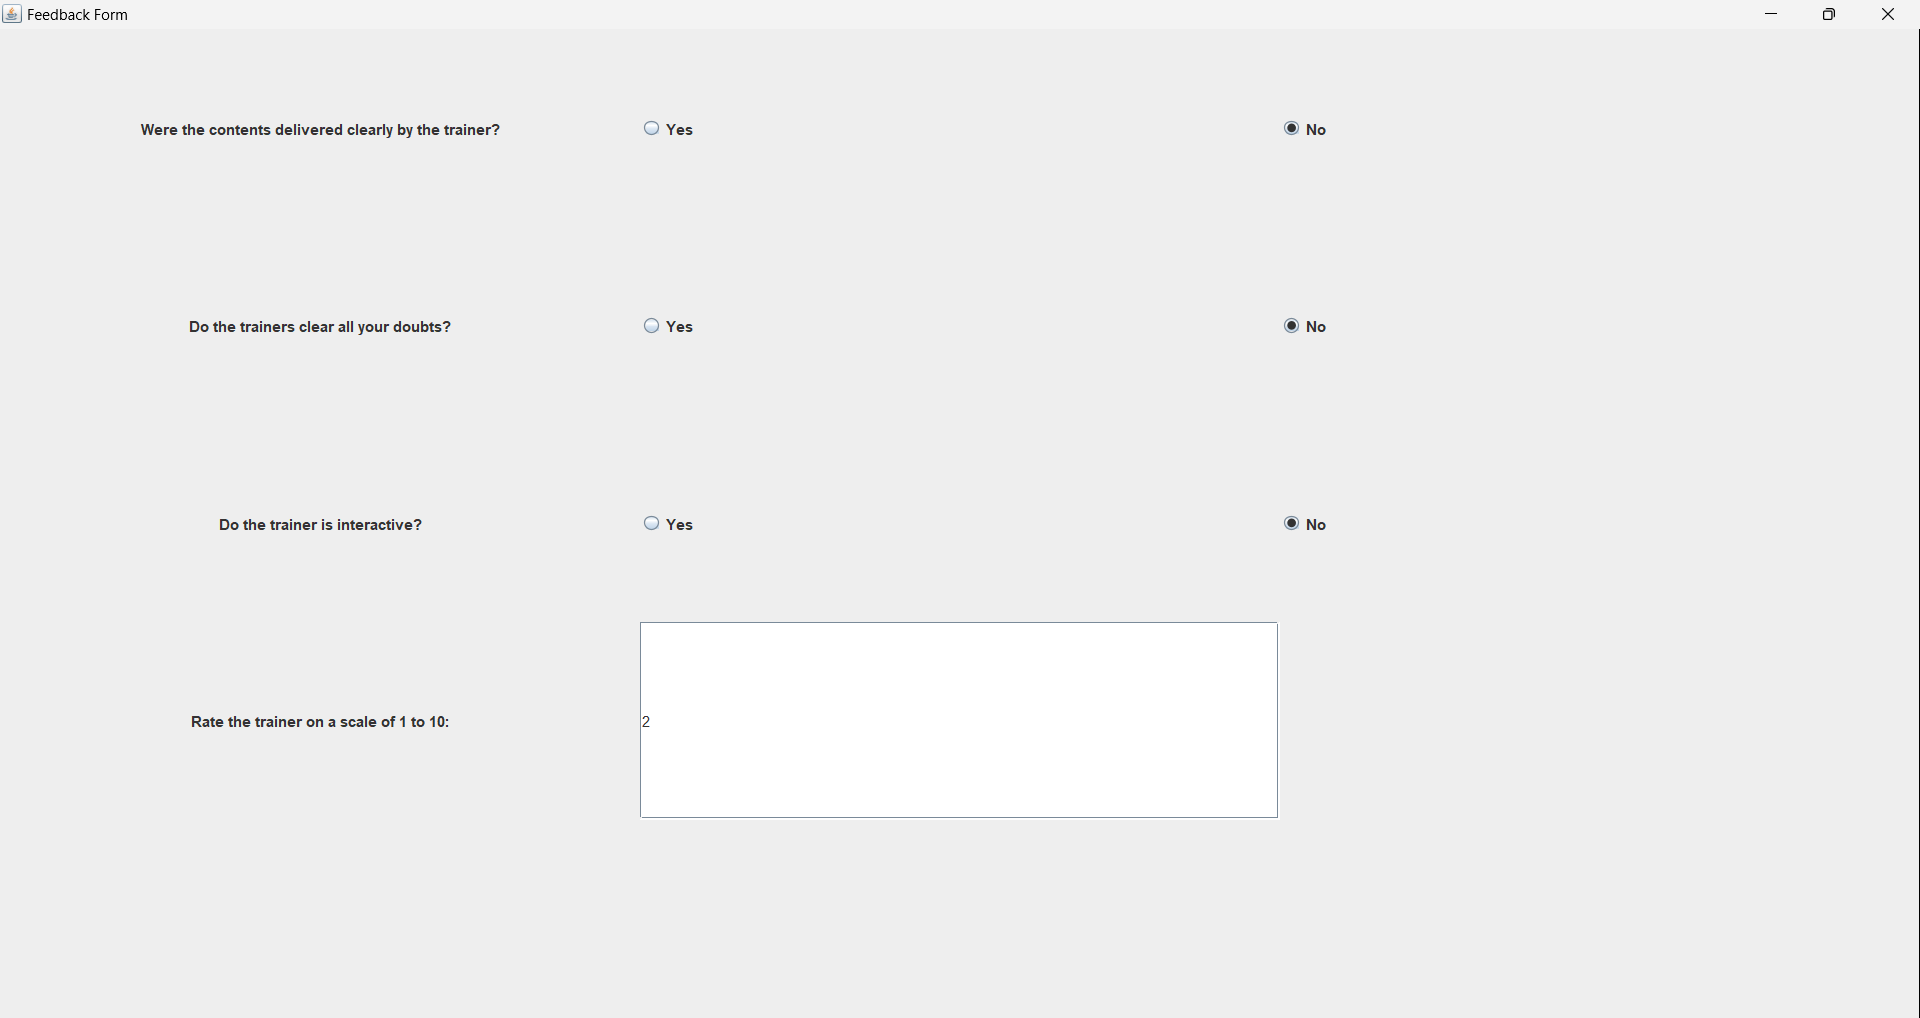 Feedback Form
Were the contents delivered clearly by the trainer? Yes No
Do the trainers clear all your doubts? Yes No
Do the trainer is interactive? Yes No
Rate the trainer on a scale of 1 to 10: 2